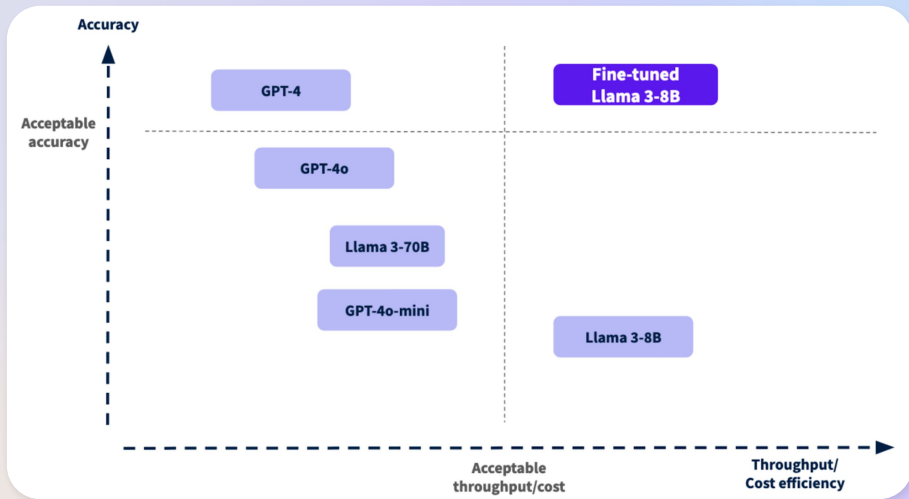 Accuracy
GPT-4
Fine-tuned
Llama 3-8B
Acceptable
accuracy
GPT-4o
Llama 3-70B
GPT-4o-mini
Llama 3-8B
Acceptable
throughput/cost
Throughput/
Cost efficiency